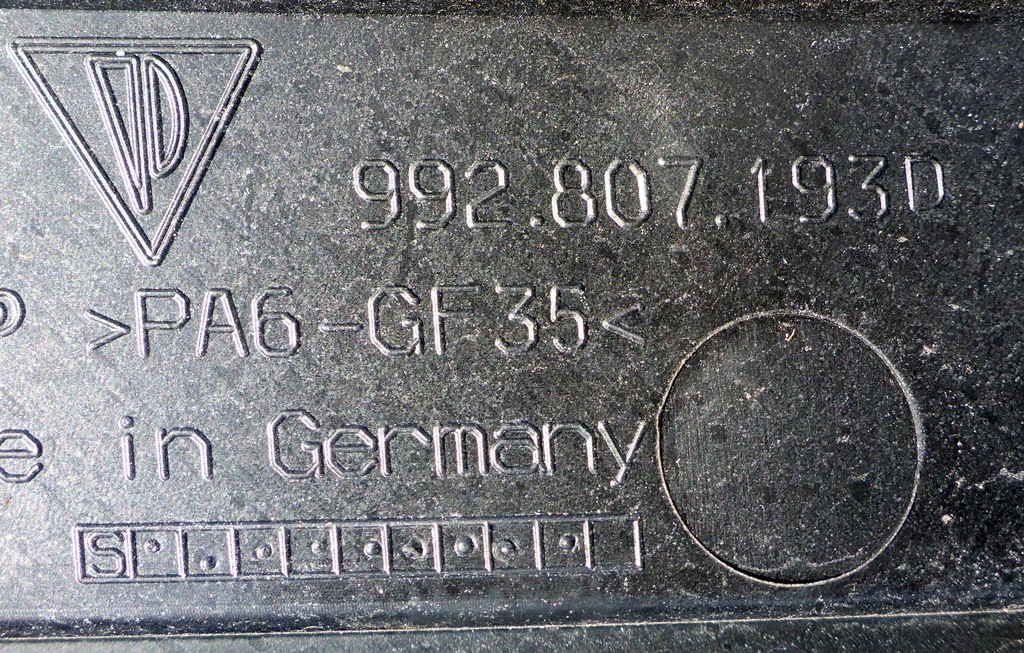 992.807.193D
P >PA6-GF35<
e in Germany
S